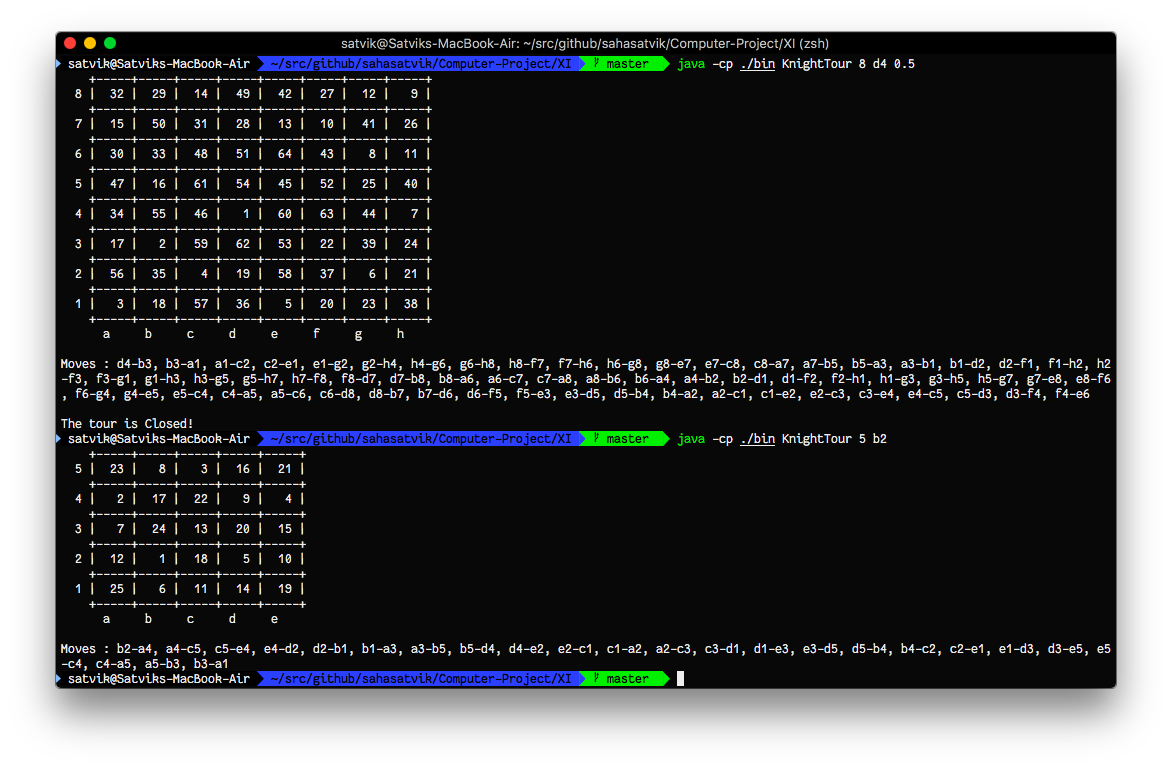 satvik@Satviks-MacBook-Air: ~/src/github/sahasatvik/Computer-Project/XI (zsh)
satvik@Satviks-MacBook-Air ~/src/github/sahasatvik/Computer-Project/XI master java -cp ./bin KnightTour 8 d4 0.5
+-----+-----+-----+-----+-----+-----+-----+-----+
8 | 32 | 29 | 14 | 49 | 42 | 27 | 12 | 9 |
+-----+-----+-----+-----+-----+-----+-----+-----+
7 | 15 | 50 | 31 | 28 | 13 | 10 | 41 | 26 |
+-----+-----+-----+-----+-----+-----+-----+-----+
6 | 30 | 33 | 48 | 51 | 64 | 43 | 8 | 11 |
+-----+-----+-----+-----+-----+-----+-----+-----+
5 | 47 | 16 | 61 | 54 | 45 | 52 | 25 | 40 |
+-----+-----+-----+-----+-----+-----+-----+-----+
4 | 34 | 55 | 46 | 1 | 60 | 63 | 44 | 7 |
+-----+-----+-----+-----+-----+-----+-----+-----+
3 | 17 | 2 | 59 | 62 | 53 | 22 | 39 | 24 |
+-----+-----+-----+-----+-----+-----+-----+-----+
2 | 56 | 35 | 4 | 19 | 58 | 37 | 6 | 21 |
+-----+-----+-----+-----+-----+-----+-----+-----+
1 | 3 | 18 | 57 | 36 | 5 | 20 | 23 | 38 |
+-----+-----+-----+-----+-----+-----+-----+-----+
a b c d e f g h
Moves : d4-b3, b3-a1, a1-c2, c2-e1, e1-g2, g2-h4, h4-g6, g6-h8, h8-f7, f7-h6, h6-g8, g8-e7, e7-c8, c8-a7, a7-b5, b5-a3, a3-b1, b1-d2, d2-f1, f1-h2, h2
-f3, f3-g1, g1-h3, h3-g5, g5-h7, h7-f8, f8-d7, d7-b8, b8-a6, a6-c7, c7-a8, a8-b6, b6-a4, a4-b2, b2-d1, d1-f2, f2-h1, h1-g3, g3-h5, h5-g7, g7-e8, e8-f6
, f6-g4, g4-e5, e5-c4, c4-a5, a5-c6, c6-d8, d8-b7, b7-d6, d6-f5, f5-e3, e3-d5, d5-b4, b4-a2, a2-c1, c1-e2, e2-c3, c3-e4, e4-c5, c5-d3, d3-f4, f4-e6
The tour is Closed!
satvik@Satviks-MacBook-Air ~/src/github/sahasatvik/Computer-Project/XI master java -cp ./bin KnightTour 5 b2
+-----+-----+-----+-----+-----+
5 | 23 | 8 | 3 | 16 | 21 |
+-----+-----+-----+-----+-----+
4 | 2 | 17 | 22 | 9 | 4 |
+-----+-----+-----+-----+-----+
3 | 7 | 24 | 13 | 20 | 15 |
+-----+-----+-----+-----+-----+
2 | 12 | 1 | 18 | 5 | 10 |
+-----+-----+-----+-----+-----+
1 | 25 | 6 | 11 | 14 | 19 |
+-----+-----+-----+-----+-----+
a b c d e
Moves : b2-a4, a4-c5, c5-e4, e4-d2, d2-b1, b1-a3, a3-b5, b5-d4, d4-e2, e2-c1, c1-a2, a2-c3, c3-d1, d1-e3, e3-d5, d5-b4, b4-c2, c2-e1, e1-d3, d3-e5, e5
-c4, c4-a5, a5-b3, b3-a1
satvik@Satviks-MacBook-Air ~/src/github/sahasatvik/Computer-Project/XI master